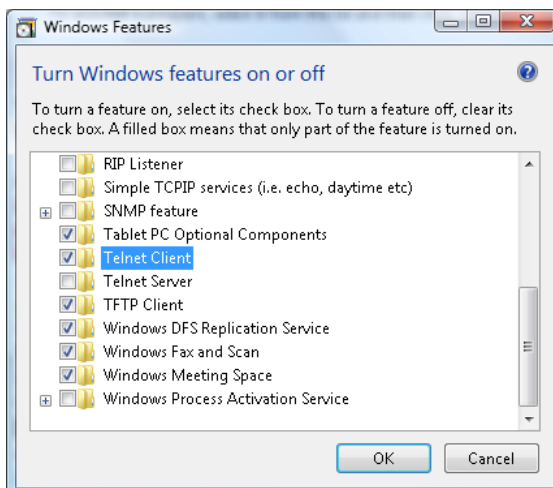 Windows Features
Turn Windows features on or off
To turn a feature on, select its check box. To turn a feature off, clear its
check box. A filled box means that only part of the feature is turned on.
RIP Listener
Simple TCPIP services (i.e. echo, daytime etc)
SNMP feature
Tablet PC Optional Components
Telnet Client
Telnet Server
TFTP Client
Windows DFS Replication Service
Windows Fax and Scan
Windows Meeting Space
Windows Process Activation Service
OK Cancel